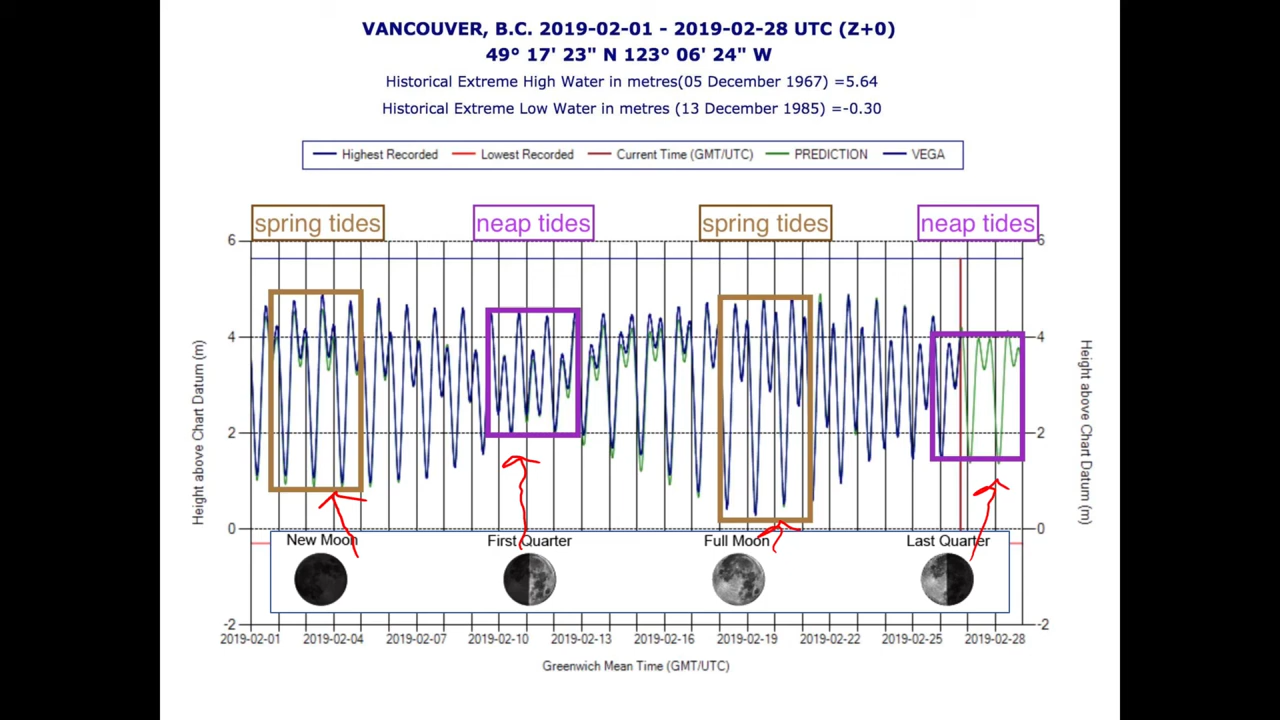 VANCOUVER, B.C. 2019-02-01 - 2019-02-28 UTC (Z+0)
49° 17' 23" N 123° 06' 24" W
Historical Extreme High Water in metres(05 December 1967) =5.64
Historical Extreme Low Water in metres (13 December 1985) =-0.30
Highest Recorded Lowest Recorded Current Time (GMT/UTC) PREDICTION VEGA
spring tides neap tides spring tides neap tides
6 6
4 4
Height above Chart Datum (m) Height above Chart Datum (m)
2 2
0 0
New Moon First Quarter Full Moon Last Quarter
-2 -2
2019-02-01 2019-02-04 2019-02-07 2019-02-10 2019-02-13 2019-02-16 2019-02-19 2019-02-22 2019-02-25 2019-02-28
Greenwich Mean Time (GMT/UTC)